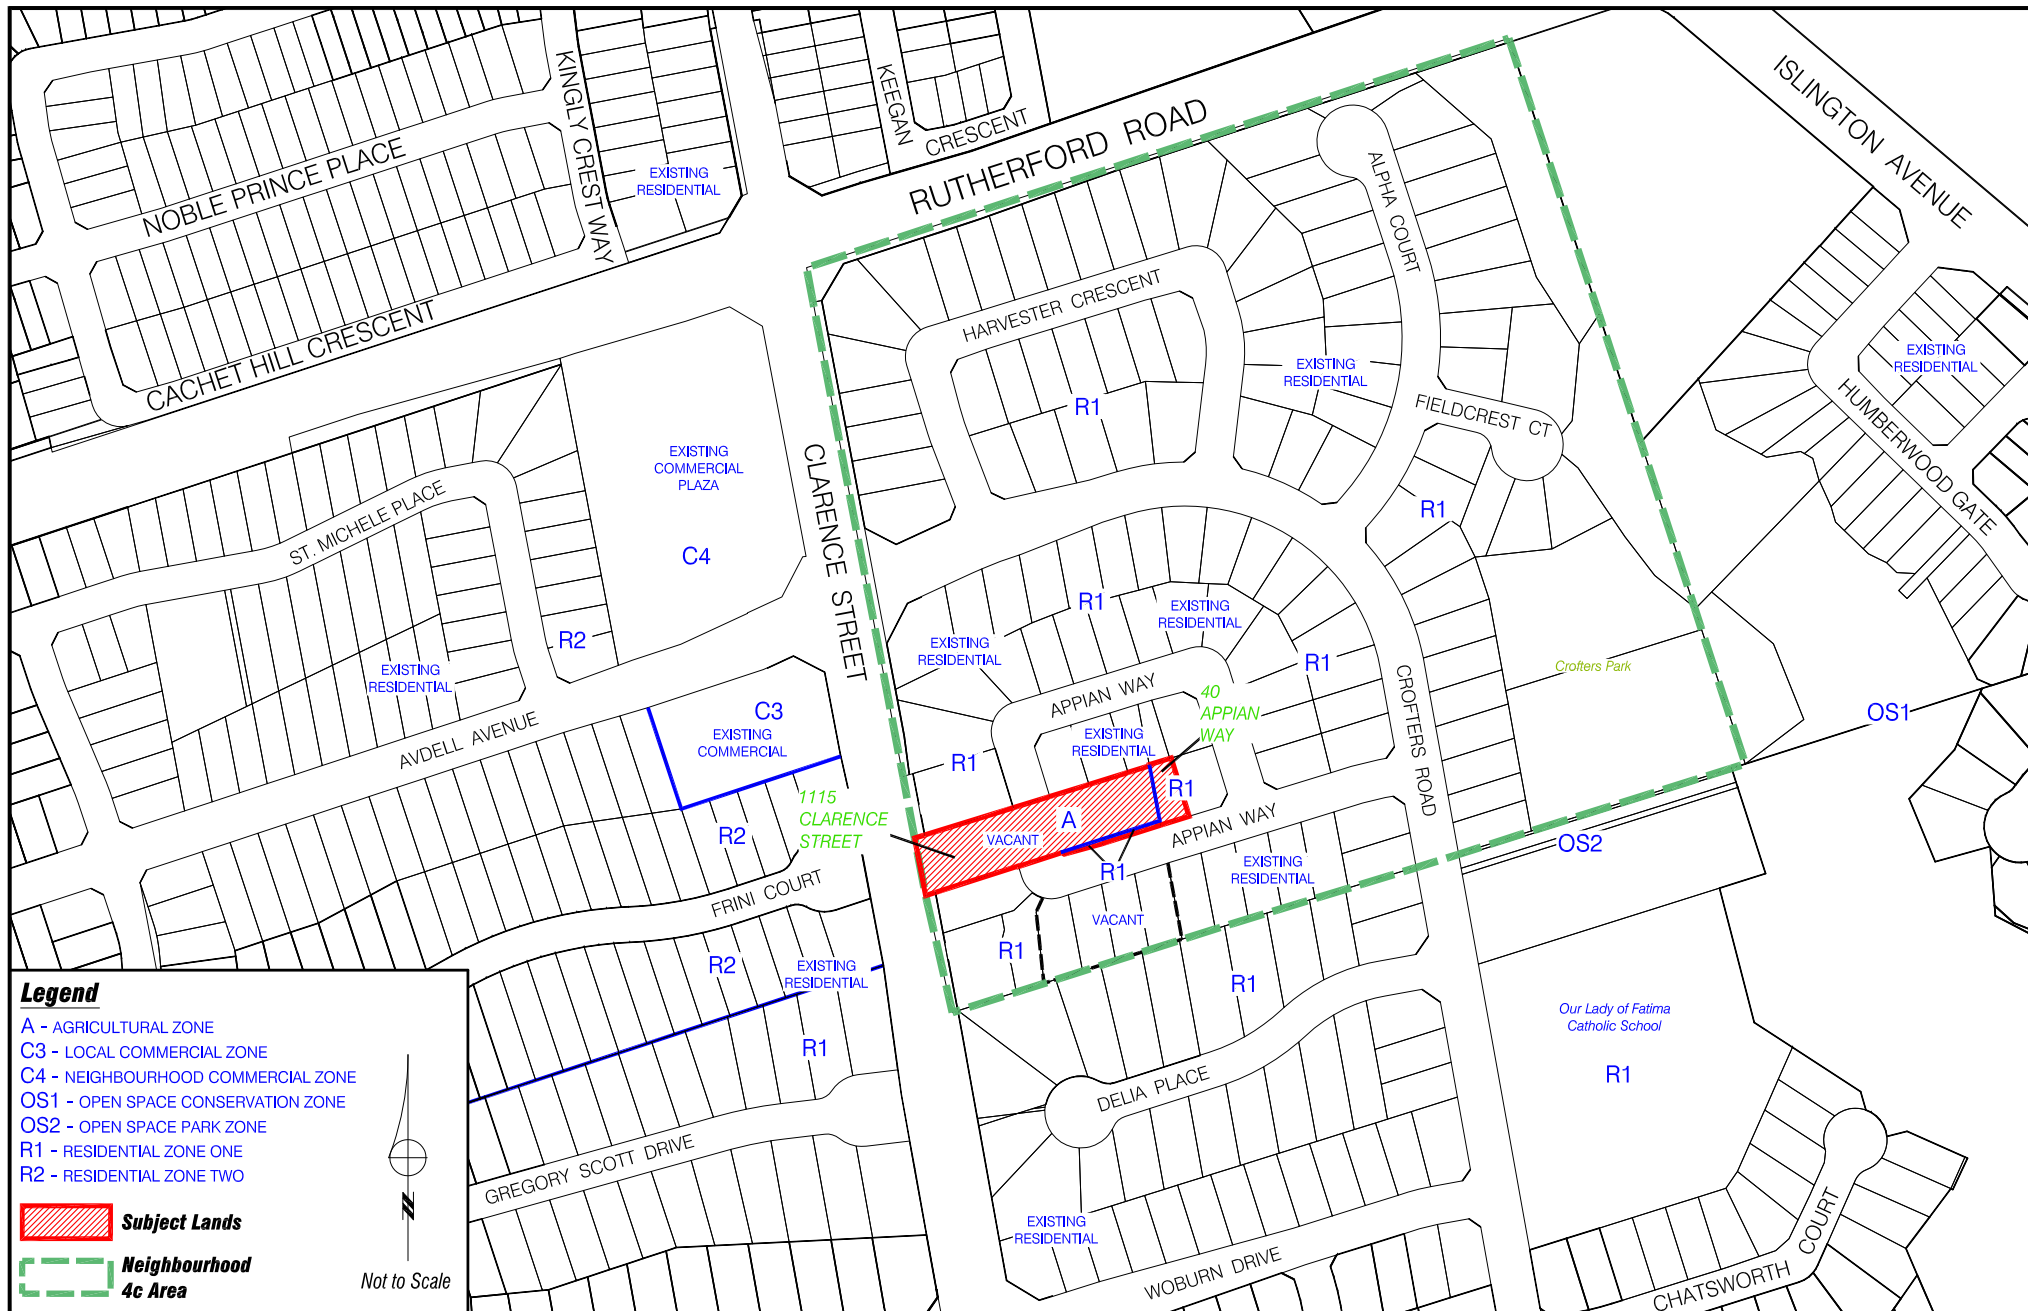 KINGLY CREST WAY
KEEGAN
CRESCENT
RUTHERFORD ROAD
ISLINGTON AVENUE
NOBLE PRINCE PLACE
EXISTING
RESIDENTIAL
ALPHA COURT
CACHET HILL CRESCENT
HARVESTER CRESCENT
EXISTING
RESIDENTIAL
EXISTING
RESIDENTIAL
R1
FIELDCREST CT
HUMBERWOOD GATE
EXISTING
COMMERCIAL
PLAZA
C4
CLARENCE STREET
ST. MICHELE PLACE
R1
R1
EXISTING
RESIDENTIAL
EXISTING
RESIDENTIAL
R2
EXISTING
RESIDENTIAL
R1
Crofters Park
CROFTERS ROAD
APPIAN WAY
40
APPIAN
WAY
OS1
C3
EXISTING
COMMERCIAL
AVDELL AVENUE
EXISTING
RESIDENTIAL
R1
R1
1115
CLARENCE
STREET
A
VACANT
R2
APPIAN WAY
OS2
R1
EXISTING
RESIDENTIAL
FRINI COURT
VACANT
R1
R2
EXISTING
RESIDENTIAL
R1
R1
Our Lady of Fatima
Catholic School
R1
DELIA PLACE
GREGORY SCOTT DRIVE
EXISTING
RESIDENTIAL
WOBURN DRIVE
CHATSWORTH
COURT
Legend
A - AGRICULTURAL ZONE
C3 - LOCAL COMMERCIAL ZONE
C4 - NEIGHBOURHOOD COMMERCIAL ZONE
OS1 - OPEN SPACE CONSERVATION ZONE
OS2 - OPEN SPACE PARK ZONE
R1 - RESIDENTIAL ZONE ONE
R2 - RESIDENTIAL ZONE TWO
Subject Lands
Neighbourhood
4c Area
N
Not to Scale